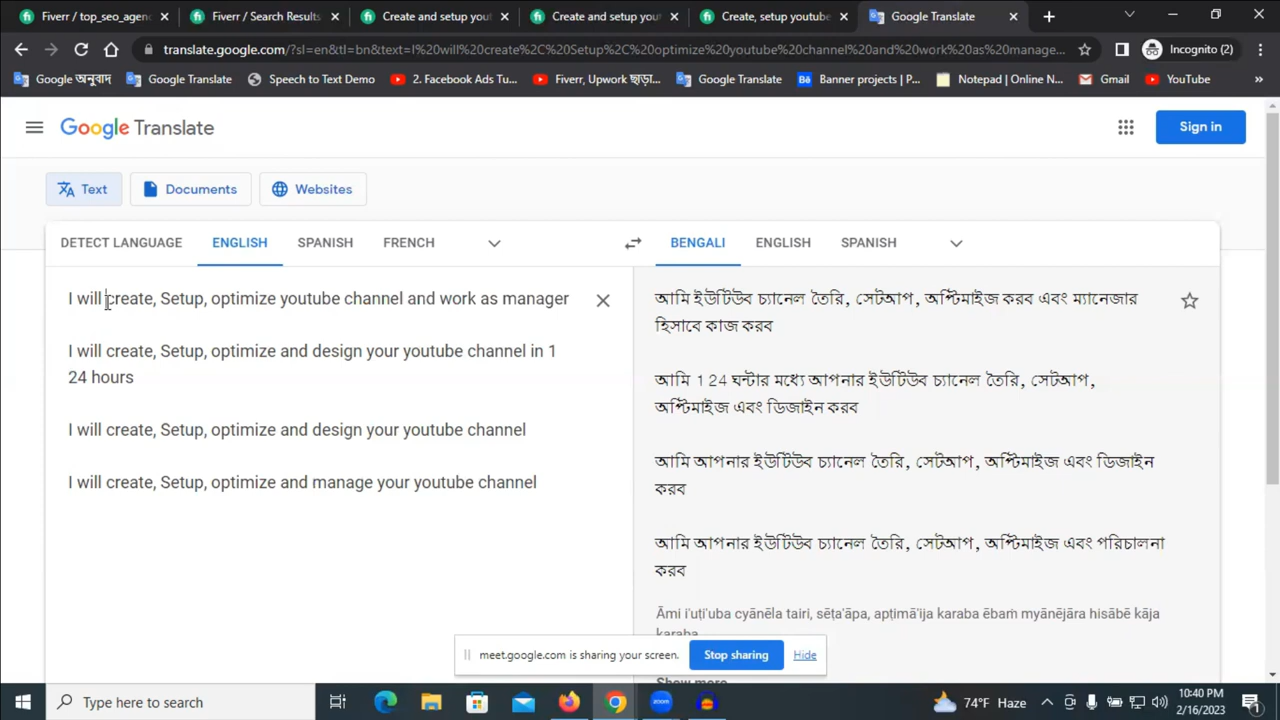 Fiverr / top_seo_agen
Fiverr / Search Results
Create and setup yout
Create and setup yout
Create, setup youtube
Google Translate
translate.google.com/?sl=en&tl=bn&text=I%20will%20create%2C%20Setup%2C%20optimize%20youtube%20channel%20and%20work%20as%20manage...
Incognito (2)
Google অনুবাদ
Google Translate
Speech to Text Demo
2. Facebook Ads Tu...
Fiverr, Upwork ছাড়া...
Google Translate
Banner projects | P...
Notepad | Online N...
Gmail
YouTube
»
Google Translate
Sign in
Text
Documents
Websites
DETECT LANGUAGE
ENGLISH
SPANISH
FRENCH
BENGALI
ENGLISH
SPANISH
I will create, Setup, optimize youtube channel and work as manager
I will create, Setup, optimize and design your youtube channel in 1
24 hours
I will create, Setup, optimize and design your youtube channel
I will create, Setup, optimize and manage your youtube channel
আমি ইউটিউব চ্যানেল তৈরি, সেটআপ, অপ্টিমাইজ করব এবং ম্যানেজার
হিসাবে কাজ করব
আমি 1 24 ঘন্টার মধ্যে আপনার ইউটিউব চ্যানেল তৈরি, সেটআপ,
অপ্টিমাইজ এবং ডিজাইন করব
আমি আপনার ইউটিউব চ্যানেল তৈরি, সেটআপ, অপ্টিমাইজ এবং ডিজাইন
করব
আমি আপনার ইউটিউব চ্যানেল তৈরি, সেটআপ, অপ্টিমাইজ এবং পরিচালনা
করব
Āmi i'uṭi'uba cyānēla tairi, sēṭa'āpa, apṭimā'ija karaba ēbaṁ myānējāra hisābē kāja
karaba
Show more
meet.google.com is sharing your screen.
Stop sharing
Hide
Type here to search
zoom
74°F Haze
10:40 PM
2/16/2023
1